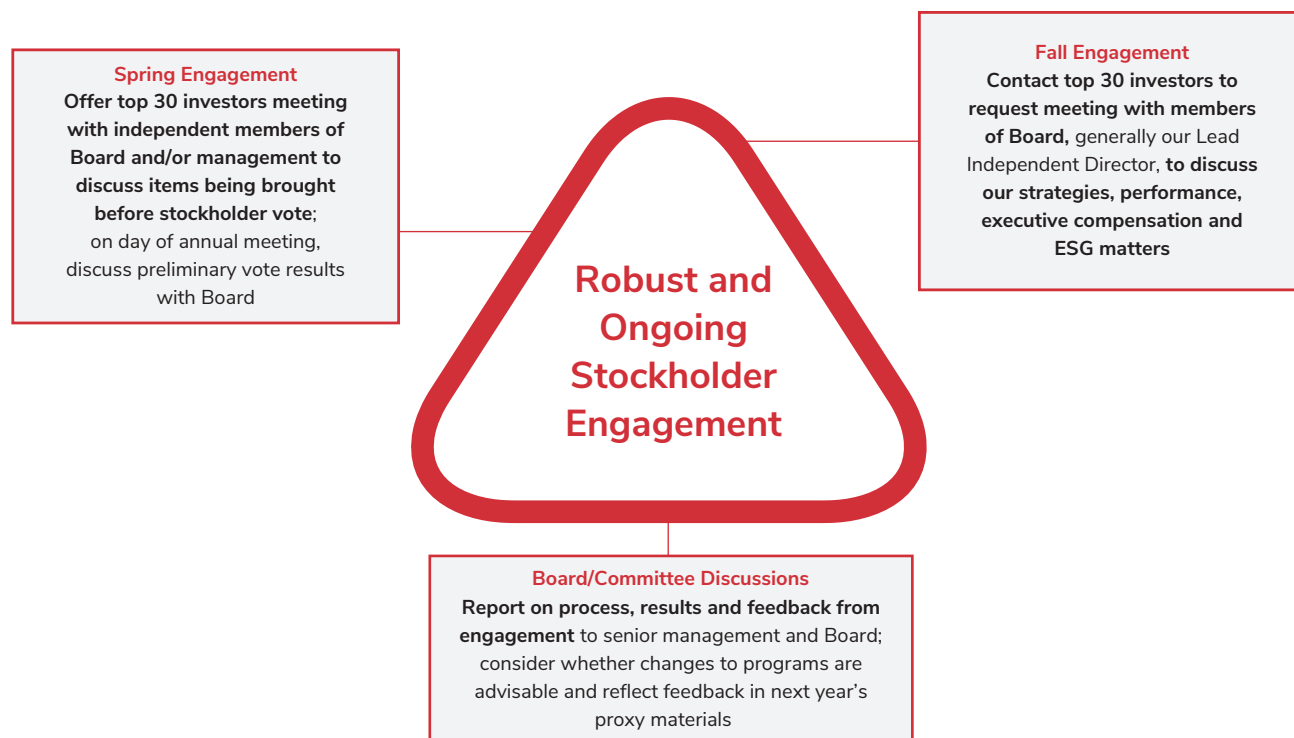 Spring Engagement
Offer top 30 investors meeting
with independent members of
Board and/or management to
discuss items being brought
before stockholder vote;
on day of annual meeting,
discuss preliminary vote results
with Board
Fall Engagement
Contact top 30 investors to
request meeting with members
of Board, generally our Lead
Independent Director, to discuss
our strategies, performance,
executive compensation and
ESG matters
Robust and
Ongoing
Stockholder
Engagement
Board/Committee Discussions
Report on process, results and feedback from
engagement to senior management and Board;
consider whether changes to programs are
advisable and reflect feedback in next year’s
proxy materials